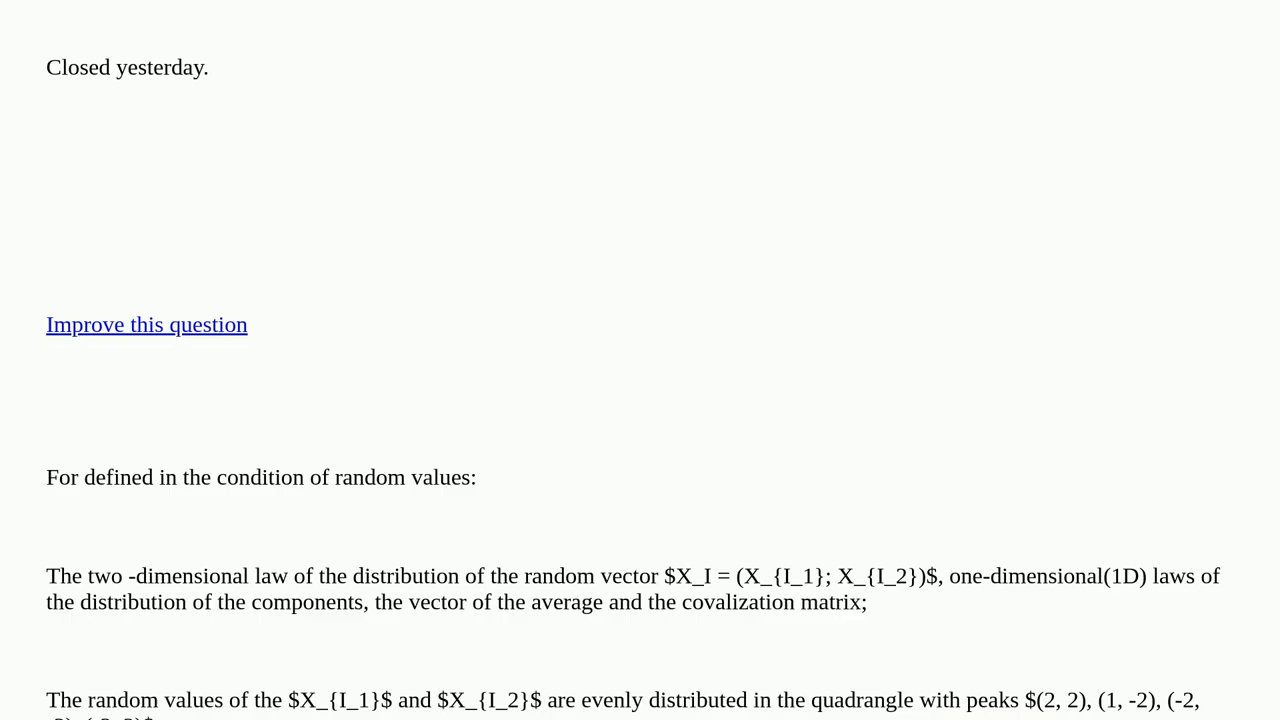 Closed yesterday.
Improve this question
For defined in the condition of random values:
The two -dimensional law of the distribution of the random vector $X_I = (X_{I_1}; X_{I_2})$, one-dimensional(1D) laws of
the distribution of the components, the vector of the average and the covalization matrix;
The random values of the $X_{I_1}$ and $X_{I_2}$ are evenly distributed in the quadrangle with peaks $(2, 2), (1, -2), (-2,